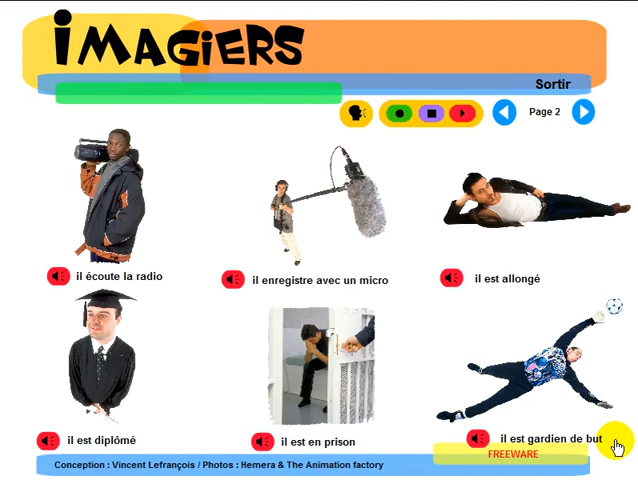 iMAGiERS
Sortir
Page 2
il écoute la radio
il enregistre avec un micro
il est allongé
il est diplômé
il est en prison
il est gardien de but
FREEWARE
Conception : Vincent Lefrançois / Photos : Hemera & The Animation factory